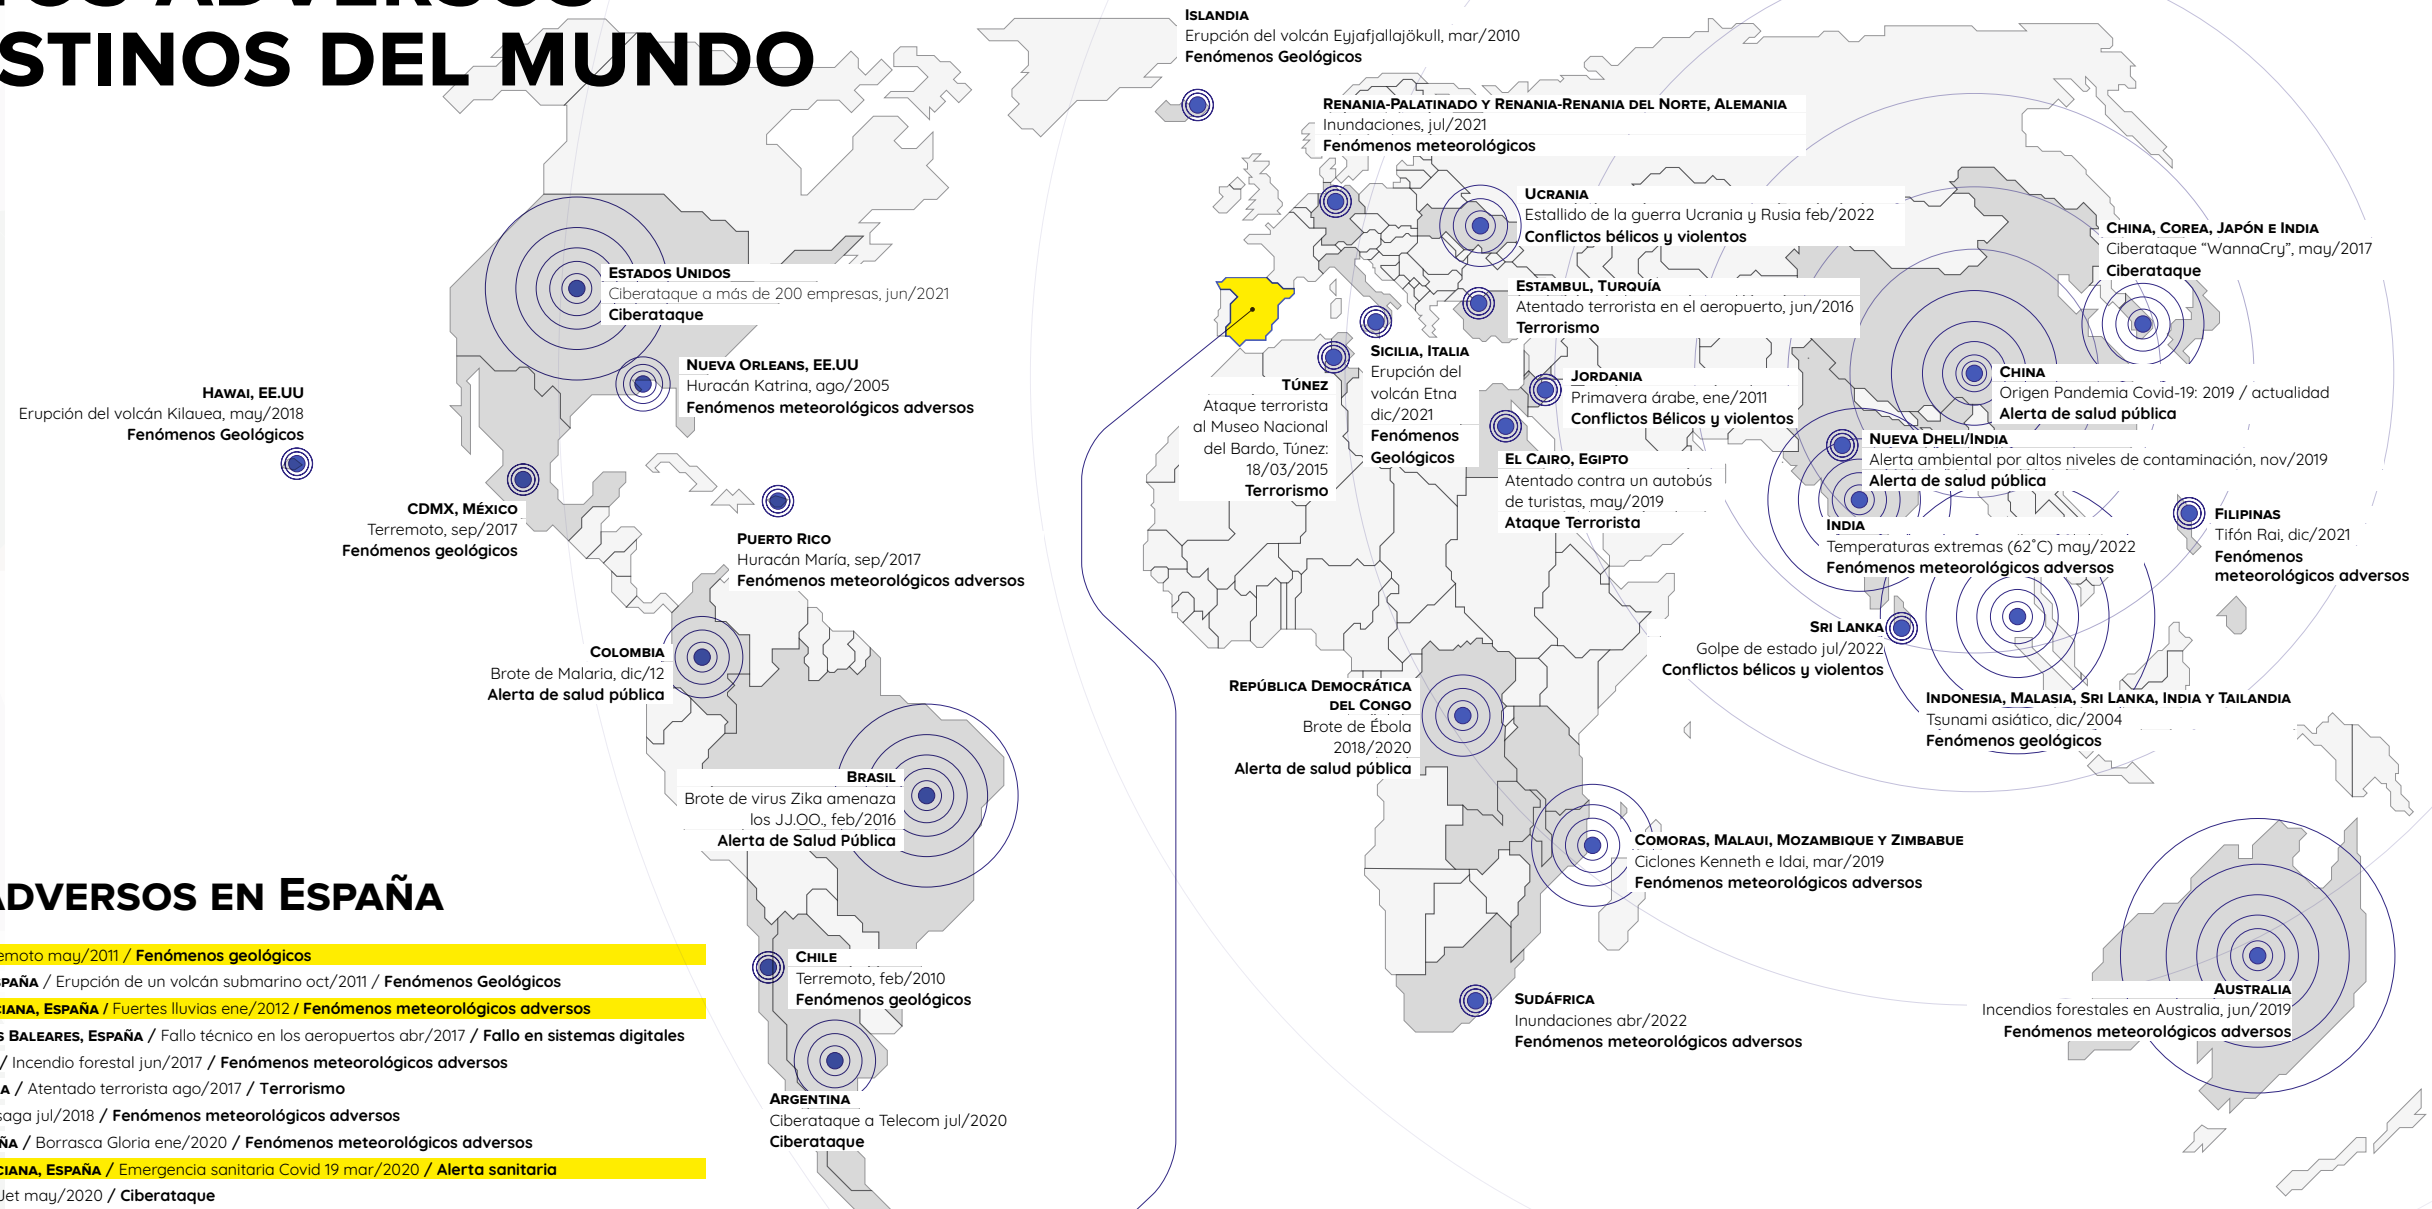 STINOS DEL MUNDO
ISLANDIA
Erupción del volcán Eyjafjallajökull, mar/2010
Fenómenos Geológicos
RENANIA-PALATINADO Y RENANIA-RENANIA DEL NORTE, ALEMANIA
Inundaciones, jul/2021
Fenómenos meteorológicos
UCRANIA
Estallido de la guerra Ucrania y Rusia feb/2022
Conflictos bélicos y violentos
CHINA, COREA, JAPÓN E INDIA
Ciberataque “WannaCry”, may/2017
Ciberataque
ESTADOS UNIDOS
Ciberataque a más de 200 empresas, jun/2021
Ciberataque
ESTAMBUL, TURQUÍA
Atentado terrorista en el aeropuerto, jun/2016
Terrorismo
NUEVA ORLEANS, EE.UU
Huracán Katrina, ago/2005
Fenómenos meteorológicos adversos
HAWAI, EE.UU
Erupción del volcán Kilauea, may/2018
Fenómenos Geológicos
TÚNEZ
Ataque terrorista
al Museo Nacional
del Bardo, Túnez:
18/03/2015
Terrorismo
SICILIA, ITALIA
Erupción del
volcán Etna
dic/2021
Fenómenos
Geológicos
JORDANIA
Primavera árabe, ene/2011
Conflictos Bélicos y violentos
CHINA
Origen Pandemia Covid-19: 2019 / actualidad
Alerta de salud pública
NUEVA DHELI/INDIA
Alerta ambiental por altos niveles de contaminación, nov/2019
Alerta de salud pública
EL CAIRO, EGIPTO
Atentado contra un autobús
de turistas, may/2019
Ataque Terrorista
CDMX, MÉXICO
Terremoto, sep/2017
Fenómenos geológicos
PUERTO RICO
Huracán María, sep/2017
Fenómenos meteorológicos adversos
INDIA
Temperaturas extremas (62˚C) may/2022
Fenómenos meteorológicos adversos
FILIPINAS
Tifón Rai, dic/2021
Fenómenos
meteorológicos adversos
COLOMBIA
Brote de Malaria, dic/12
Alerta de salud pública
SRI LANKA
Golpe de estado jul/2022
Conflictos bélicos y violentos
REPÚBLICA DEMOCRÁTICA
DEL CONGO
Brote de Ébola
2018/2020
Alerta de salud pública
INDONESIA, MALASIA, SRI LANKA, INDIA Y TAILANDIA
Tsunami asiático, dic/2004
Fenómenos geológicos
BRASIL
Brote de virus Zika amenaza
los JJ.OO., feb/2016
Alerta de Salud Pública
COMORAS, MALAUI, MOZAMBIQUE Y ZIMBABUE
Ciclones Kenneth e Idai, mar/2019
Fenómenos meteorológicos adversos
CHILE
Terremoto, feb/2010
Fenómenos geológicos
SUDÁFRICA
Inundaciones abr/2022
Fenómenos meteorológicos adversos
AUSTRALIA
Incendios forestales en Australia, jun/2019
Fenómenos meteorológicos adversos
ARGENTINA
Ciberataque a Telecom jul/2020
Ciberataque
ADVERSOS EN ESPAÑA
emoto may/2011 / Fenómenos geológicos
SPAÑA / Erupción de un volcán submarino oct/2011 / Fenómenos Geológicos
CIANA, ESPAÑA / Fuertes lluvias ene/2012 / Fenómenos meteorológicos adversos
S BALEARES, ESPAÑA / Fallo técnico en los aeropuertos abr/2017 / Fallo en sistemas digitales
/ Incendio forestal jun/2017 / Fenómenos meteorológicos adversos
A / Atentado terrorista ago/2017 / Terrorismo
saga jul/2018 / Fenómenos meteorológicos adversos
ÑA / Borrasca Gloria ene/2020 / Fenómenos meteorológicos adversos
CIANA, ESPAÑA / Emergencia sanitaria Covid 19 mar/2020 / Alerta sanitaria
Jet may/2020 / Ciberataque